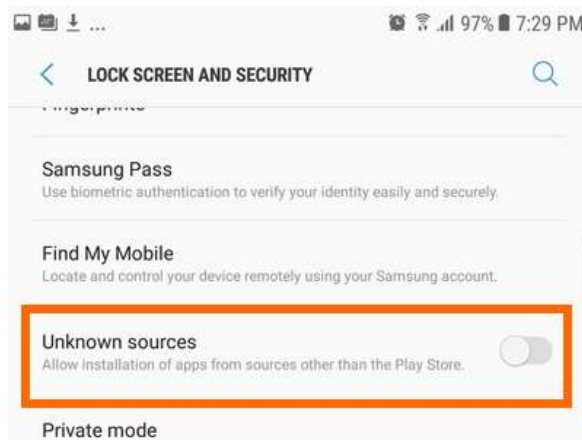 ... 97% 7:29 PM
LOCK SCREEN AND SECURITY
Fingerprints
Samsung Pass
Use biometric authentication to verify your identity easily and securely.
Find My Mobile
Locate and control your device remotely using your Samsung account.
Unknown sources
Allow installation of apps from sources other than the Play Store.
Private mode